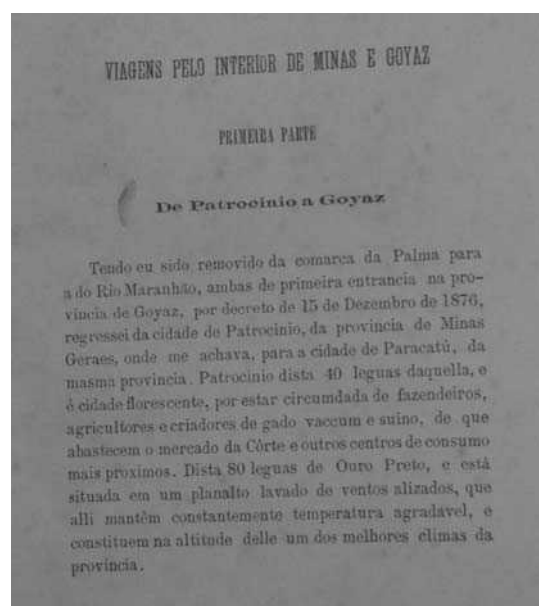 VIAGENS PELO INTERIOR DE MINAS E GOYAZ
PRIMEIRA PARTE
De Patrocinio a Goyaz
Tendo eu sido removido da comarca da Palma para
a do Rio Maranhão, ambas de primeira entrancia na pro-
vincia de Goyaz, por decreto de 15 de Dezembro de 1876,
regressei da cidade de Patrocinio, da provincia de Minas
Geraes, onde me achava, para a cidade de Paracatú, da
masma provincia. Patrocinio dista 40 leguas daquella, e
é cidade florescente, por estar circumdada de fazendeiros,
agricultores e criadores de gado vaccum e suino, de que
abastecem o mercado da Côrte e outros centros de consumo
mais proximos. Dista 80 leguas de Ouro Preto, e está
situada em um planalto lavado de ventos alizados, que
alli mantêm constantemente temperatura agradavel, e
constituem na altitude delle um dos melhores climas da
provincia.